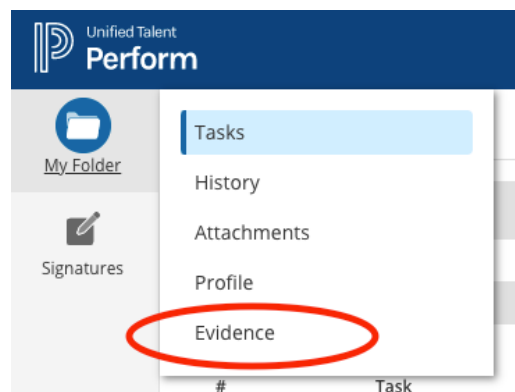 Unified Talent
Perform
My Folder
Signatures
Tasks
History
Attachments
Profile
Evidence
# Task